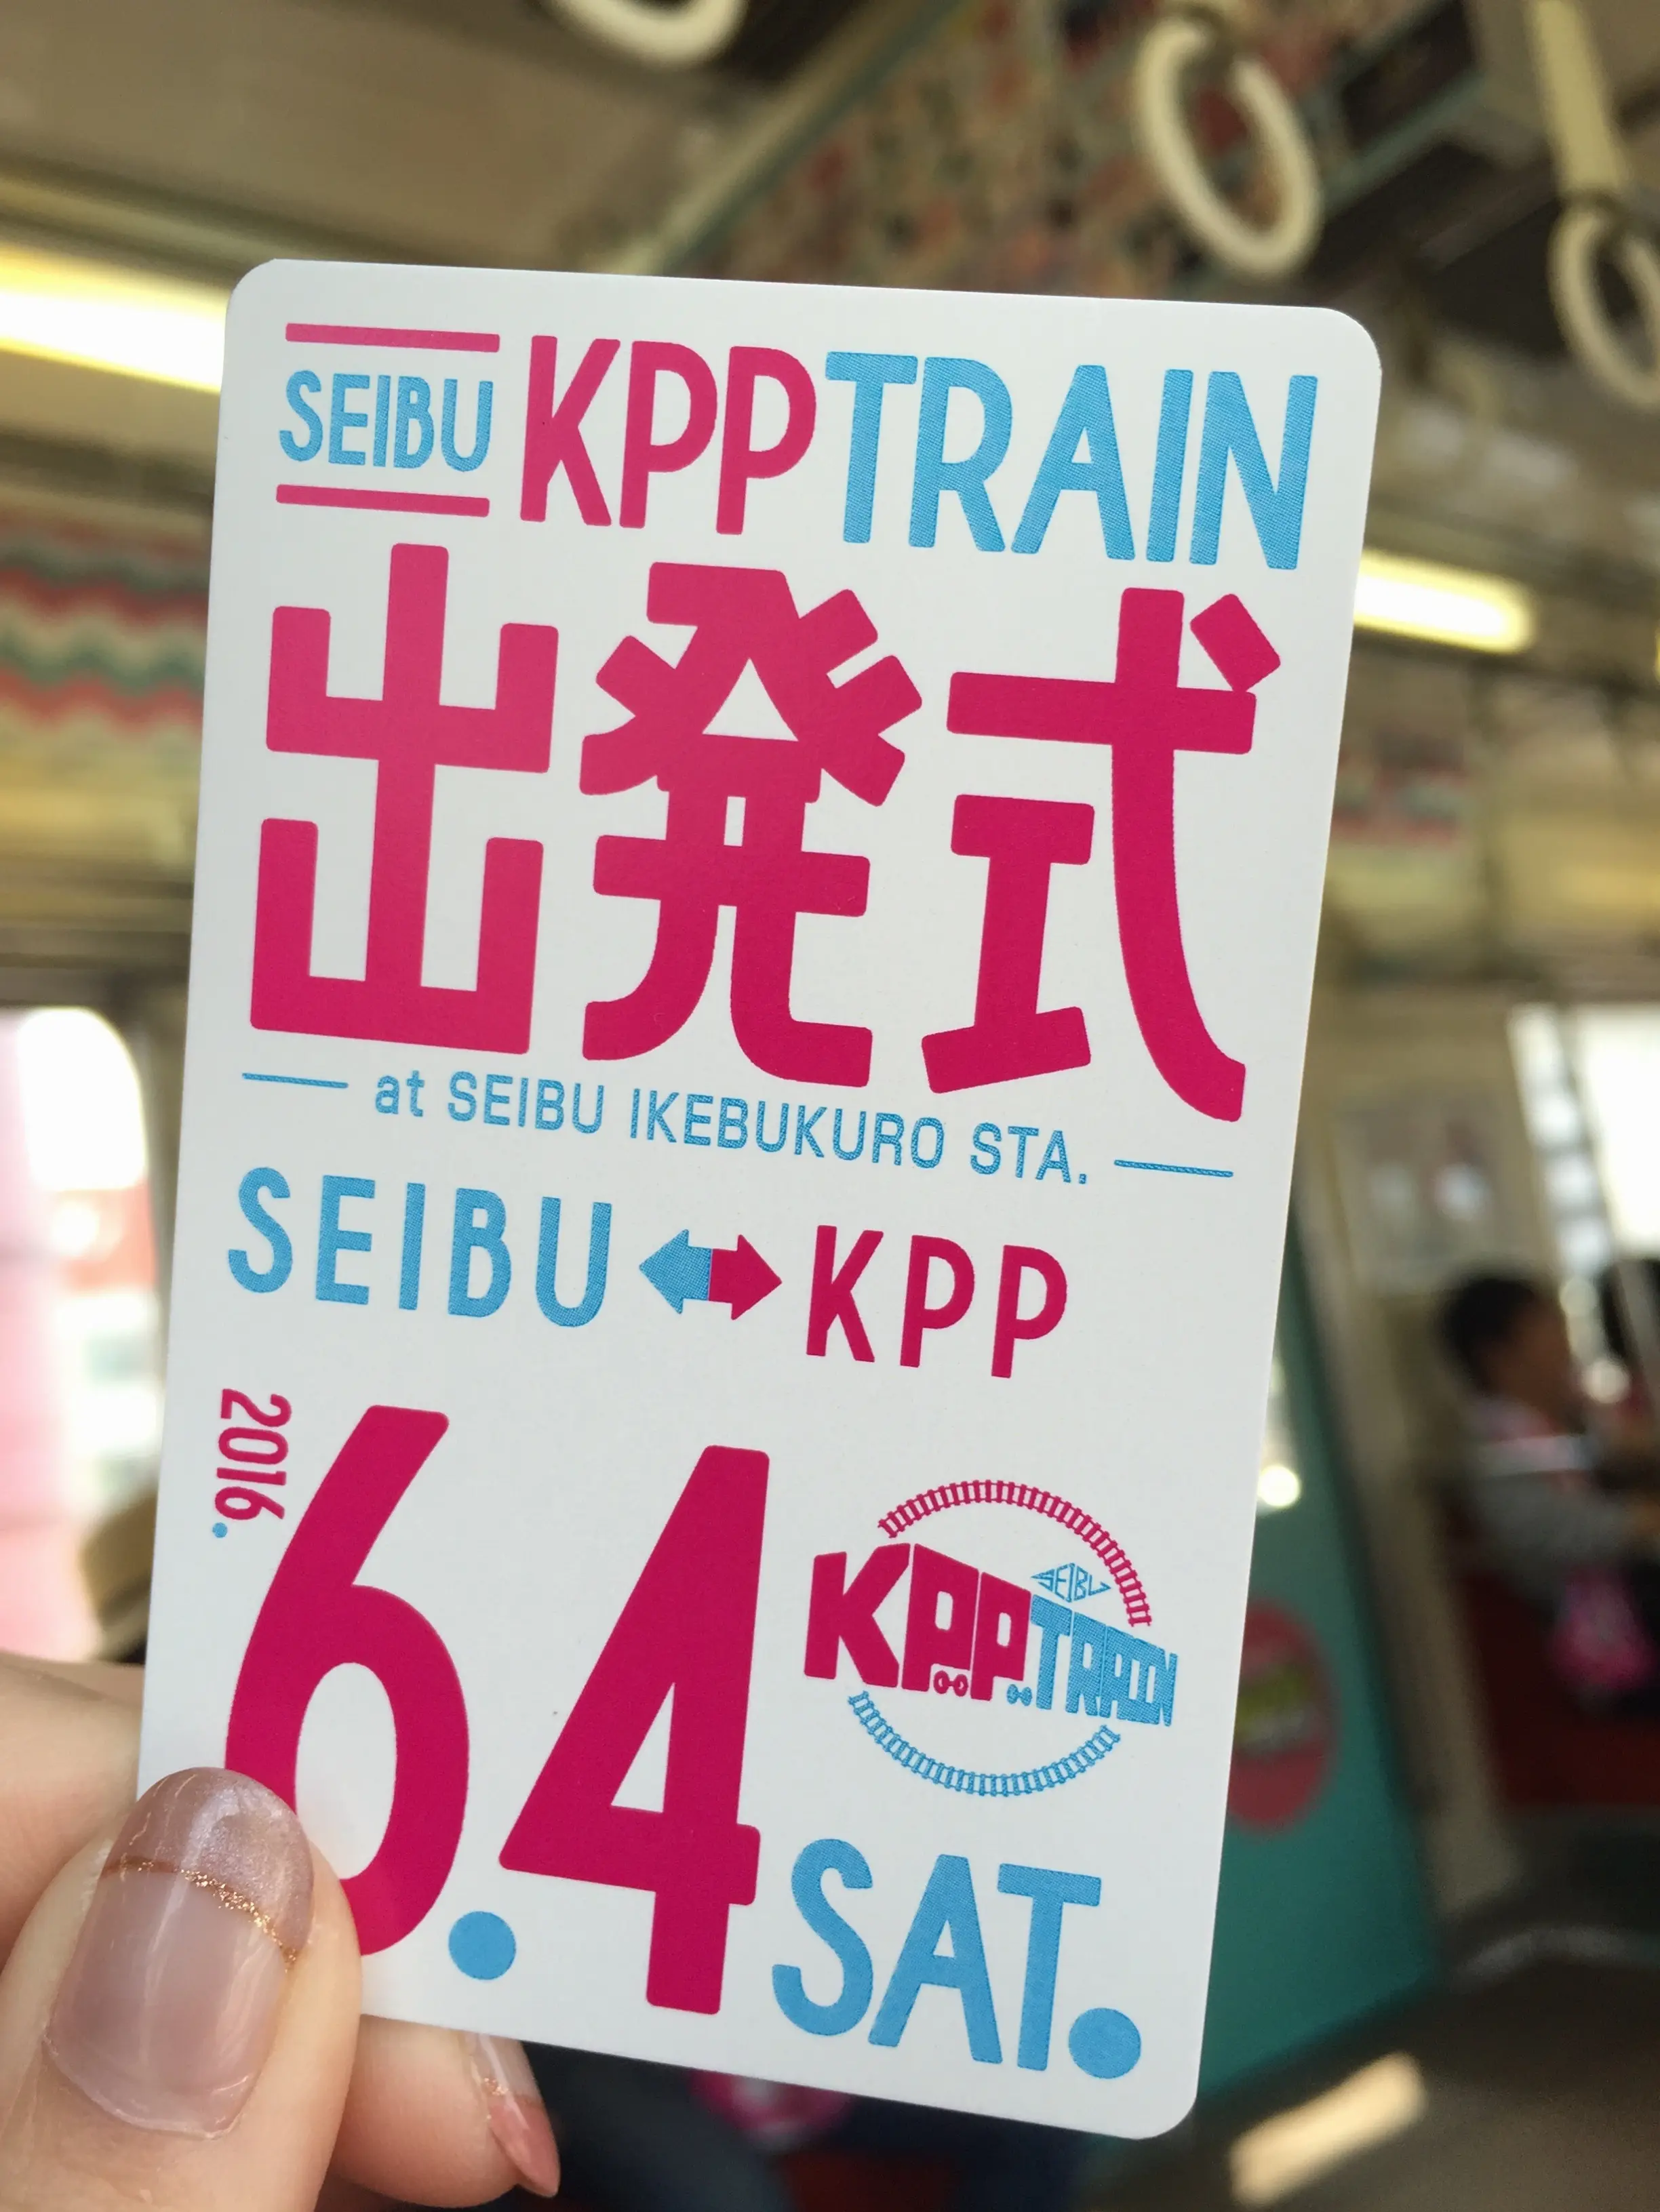 SEIBU KPP TRAIN
出発式
at SEIBU IKEBUKURO STA.
SEIBU KPP
2016.
6.4 SAT.
SEIBU
KPP TRAIN